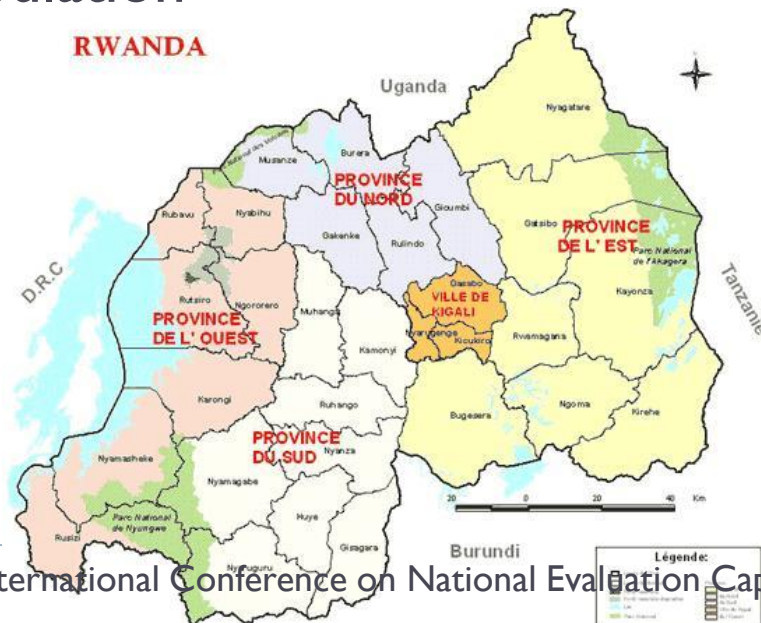 RWANDA
Uganda
Nyagatare
Musanze
Burera
PROVINCE
DU NORD
Gicumbi
Rubavu
Nyabihu
Gakenke
Rulindo
Gatsibo
PROVINCE
DE L' EST
Parc National
de l'Akagera
D.R.C
Tanzanie
Kayonza
Gasabo
VILLE DE
KIGALI
Rutsiro
Ngororero
Muhanga
PROVINCE
DE L' OUEST
Nyarugenge
Kicukiro
Rwamagana
Kamonyi
Karongi
Ruhango
Bugesera
Ngoma
Kirehe
PROVINCE
DU SUD
Nyanza
Nyamasheke
Nyamagabe
20 0 20 40 Km
Parc National
de Nyungwe
Huye
Rusizi
Gisagara
Nyaruguru
Burundi
Légende:
ternational Conference on National Evaluation Cap